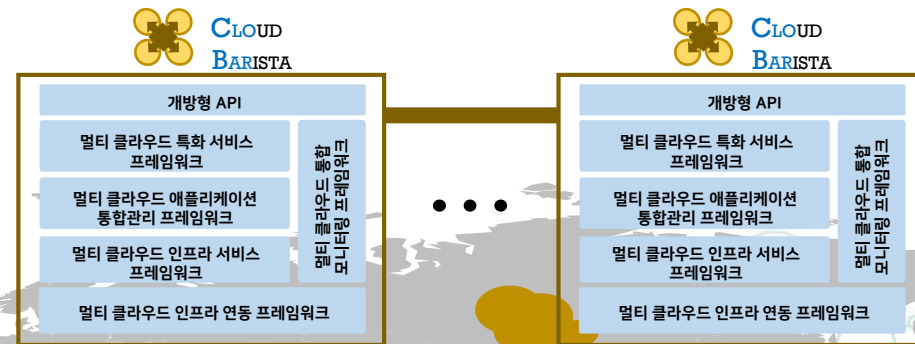 CLOUD
BARISTA
개방형 API
멀티 클라우드 특화 서비스
프레임워크
멀티 클라우드 애플리케이션
통합관리 프레임워크
멀티 클라우드 인프라 서비스
프레임워크
멀티 클라우드 통합
모니터링 프레임워크
멀티 클라우드 인프라 연동 프레임워크
CLOUD
BARISTA
개방형 API
멀티 클라우드 특화 서비스
프레임워크
멀티 클라우드 애플리케이션
통합관리 프레임워크
멀티 클라우드 인프라 서비스
프레임워크
멀티 클라우드 통합
모니터링 프레임워크
멀티 클라우드 인프라 연동 프레임워크